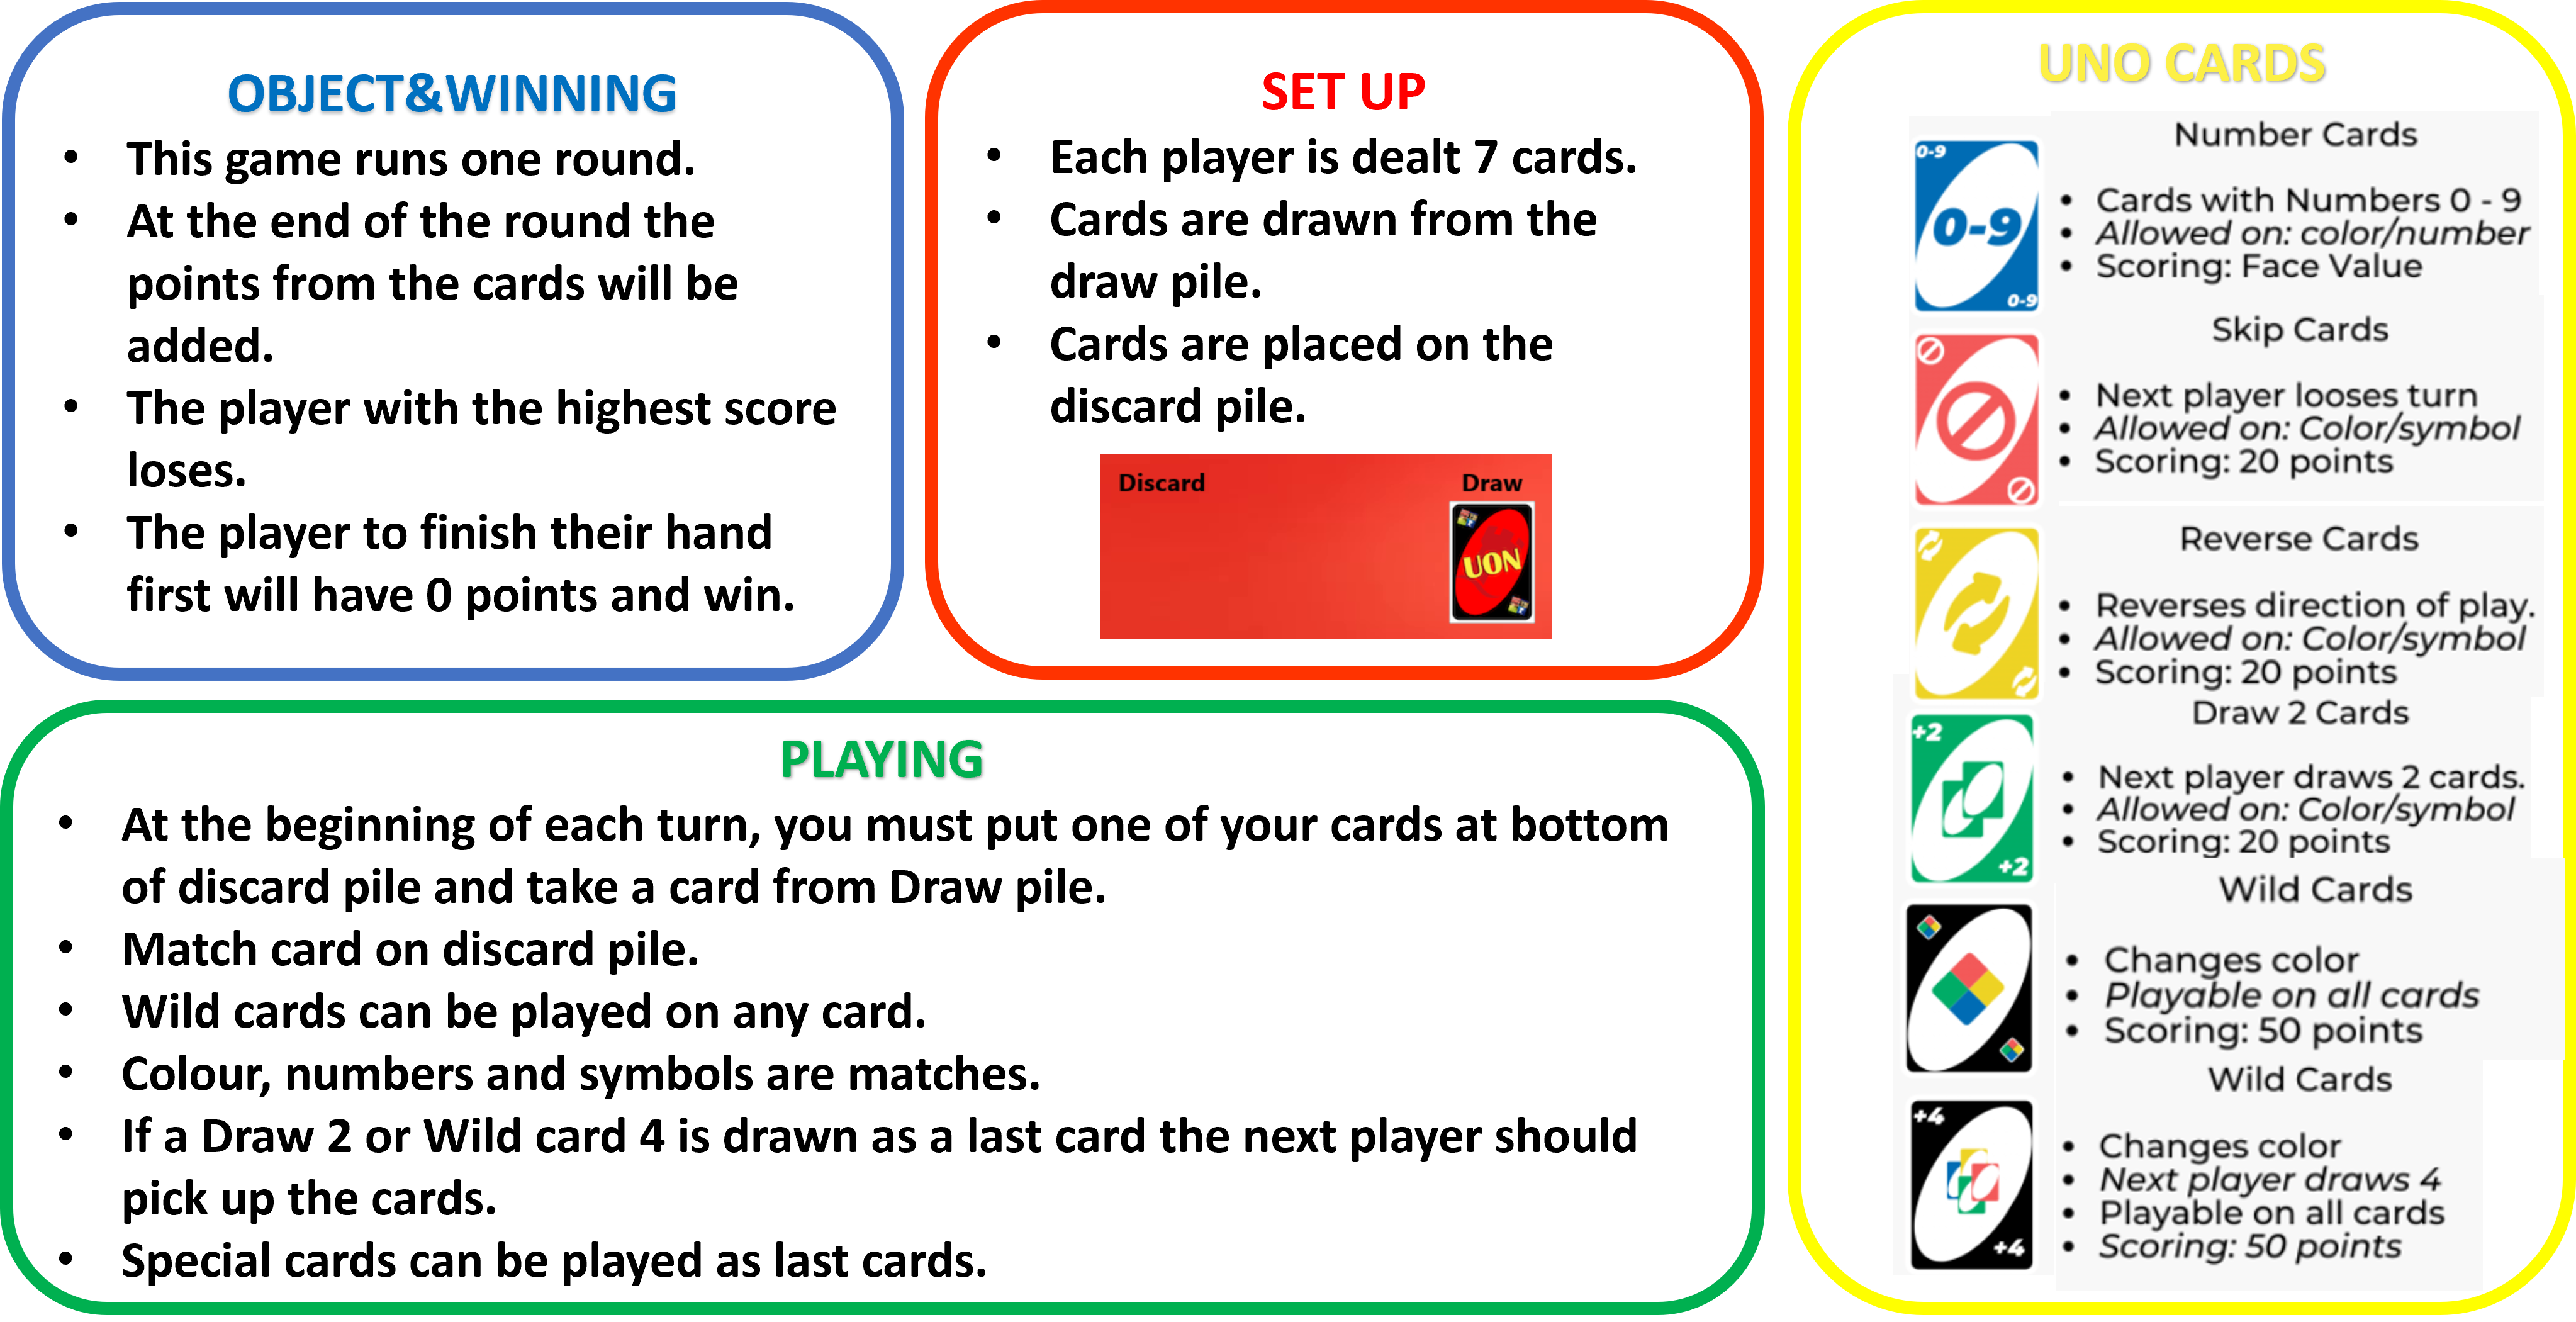 OBJECT&WINNING
• This game runs one round.
• At the end of the round the
points from the cards will be
added.
• The player with the highest score
loses.
• The player to finish their hand
first will have 0 points and win.
SET UP
• Each player is dealt 7 cards.
• Cards are drawn from the
draw pile.
• Cards are placed on the
discard pile.
Discard
Draw
UON
PLAYING
• At the beginning of each turn, you must put one of your cards at bottom
of discard pile and take a card from Draw pile.
• Match card on discard pile.
• Wild cards can be played on any card.
• Colour, numbers and symbols are matches.
• If a Draw 2 or Wild card 4 is drawn as a last card the next player should
pick up the cards.
• Special cards can be played as last cards.
UNO CARDS
0-9
0-9
0-9
Number Cards
• Cards with Numbers 0 - 9
• Allowed on: color/number
• Scoring: Face Value
Skip Cards
• Next player looses turn
• Allowed on: Color/symbol
• Scoring: 20 points
Reverse Cards
• Reverses direction of play.
• Allowed on: Color/symbol
• Scoring: 20 points
+2
+2
Draw 2 Cards
• Next player draws 2 cards.
• Allowed on: Color/symbol
• Scoring: 20 points
Wild Cards
• Changes color
• Playable on all cards
• Scoring: 50 points
+4
+4
Wild Cards
• Changes color
• Next player draws 4
• Playable on all cards
• Scoring: 50 points